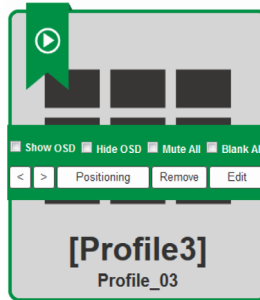 Show OSD Hide OSD Mute All Blank Al
< > Positioning Remove Edit
[Profile3]
Profile_03